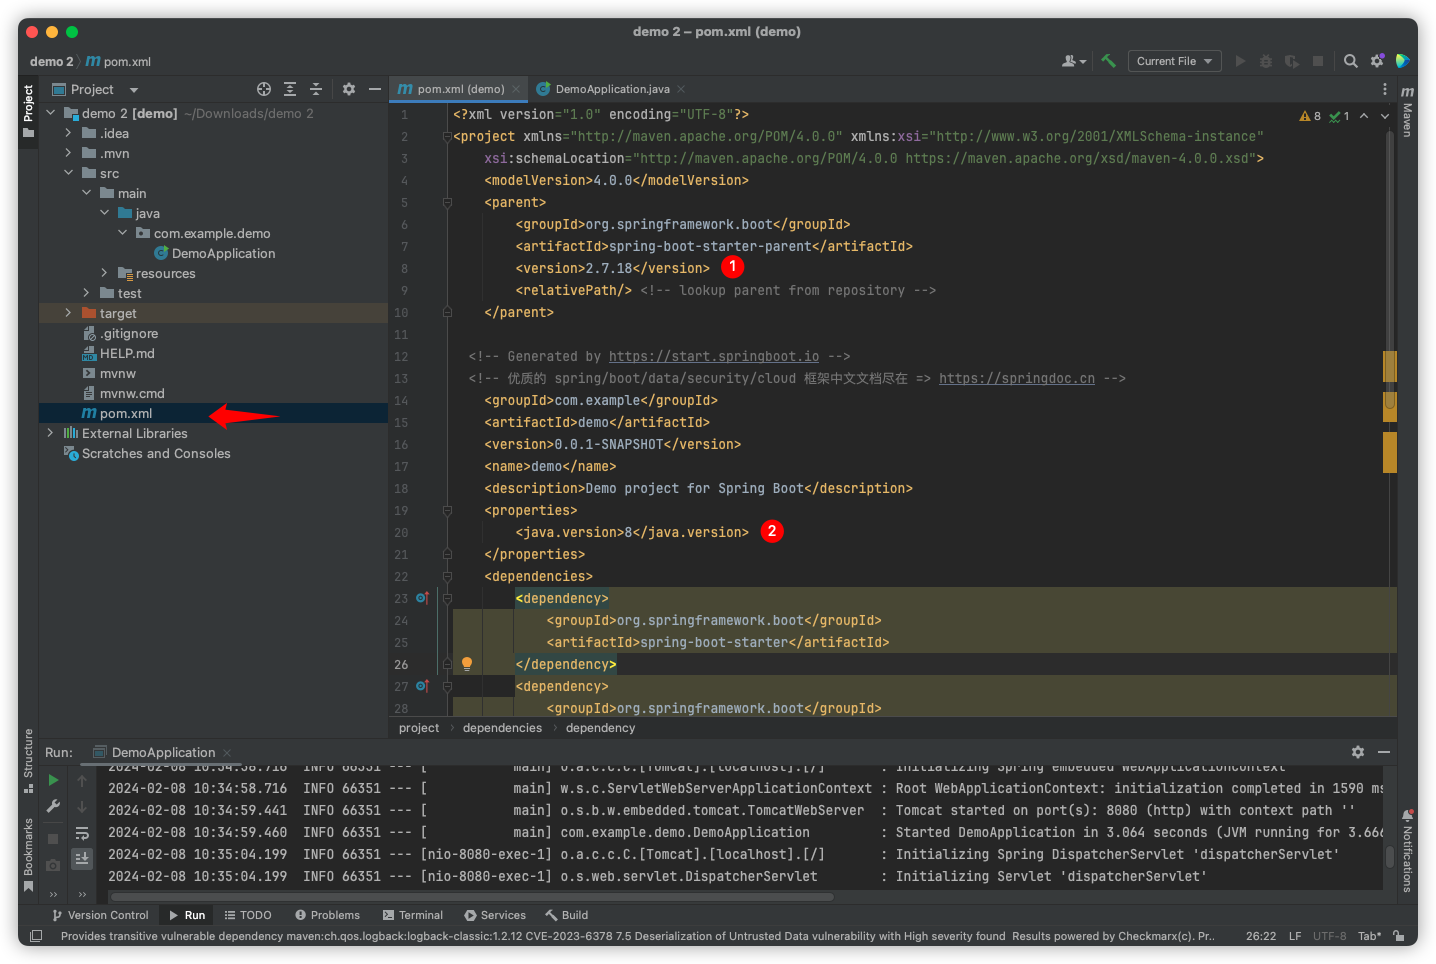 demo 2 – pom.xml (demo)
demo 2 〉 m pom.xml
Current File
Project
pom.xml (demo)
DemoApplication.java
Project
demo 2 [demo] ~/Downloads/demo 2
.idea
.mvn
src
main
java
com.example.demo
DemoApplication
resources
test
target
.gitignore
HELP.md
mvnw
mvnw.cmd
pom.xml
External Libraries
Scratches and Consoles
8 1
1 <?xml version="1.0" encoding="UTF-8"?>
2 <project xmlns="http://maven.apache.org/POM/4.0.0" xmlns:xsi="http://www.w3.org/2001/XMLSchema-instance"
3 xsi:schemaLocation="http://maven.apache.org/POM/4.0.0 https://maven.apache.org/xsd/maven-4.0.0.xsd">
4 <modelVersion>4.0.0</modelVersion>
5 <parent>
6 <groupId>org.springframework.boot</groupId>
7 <artifactId>spring-boot-starter-parent</artifactId>
8 <version>2.7.18</version> 1
9 <relativePath/> <!-- lookup parent from repository -->
10 </parent>
11
12 <!-- Generated by https://start.springboot.io -->
13 <!-- 优质的 spring/boot/data/security/cloud 框架中文文档尽在 => https://springdoc.cn -->
14 <groupId>com.example</groupId>
15 <artifactId>demo</artifactId>
16 <version>0.0.1-SNAPSHOT</version>
17 <name>demo</name>
18 <description>Demo project for Spring Boot</description>
19 <properties>
20 <java.version>8</java.version> 2
21 </properties>
22 <dependencies>
23 <dependency>
24 <groupId>org.springframework.boot</groupId>
25 <artifactId>spring-boot-starter</artifactId>
26 </dependency>
27 <dependency>
28 <groupId>org.springframework.boot</groupId>
project 〉 dependencies 〉 dependency
m Maven
Notifications
Structure
Bookmarks
Run: DemoApplication
2024-02-08 10:34:58.716 INFO 66351 --- [ main] o.a.c.c.C.[Tomcat].[localhost].[/] : Initializing Spring embedded WebApplicationContext
2024-02-08 10:34:58.716 INFO 66351 --- [ main] w.s.c.ServletWebServerApplicationContext : Root WebApplicationContext: initialization completed in 1590 ms
2024-02-08 10:34:59.441 INFO 66351 --- [ main] o.s.b.w.embedded.tomcat.TomcatWebServer : Tomcat started on port(s): 8080 (http) with context path ''
2024-02-08 10:34:59.460 INFO 66351 --- [ main] com.example.demo.DemoApplication : Started DemoApplication in 3.064 seconds (JVM running for 3.666
2024-02-08 10:35:04.199 INFO 66351 --- [nio-8080-exec-1] o.a.c.c.C.[Tomcat].[localhost].[/] : Initializing Spring DispatcherServlet 'dispatcherServlet'
2024-02-08 10:35:04.199 INFO 66351 --- [nio-8080-exec-1] o.s.web.servlet.DispatcherServlet : Initializing Servlet 'dispatcherServlet'
Version Control Run TODO Problems Terminal Services Build
Provides transitive vulnerable dependency maven:ch.qos.logback:logback-classic:1.2.12 CVE-2023-6378 7.5 Deserialization of Untrusted Data vulnerability with High severity found Results powered by Checkmarx(c). Pr.. 26:22 LF UTF-8 Tab*